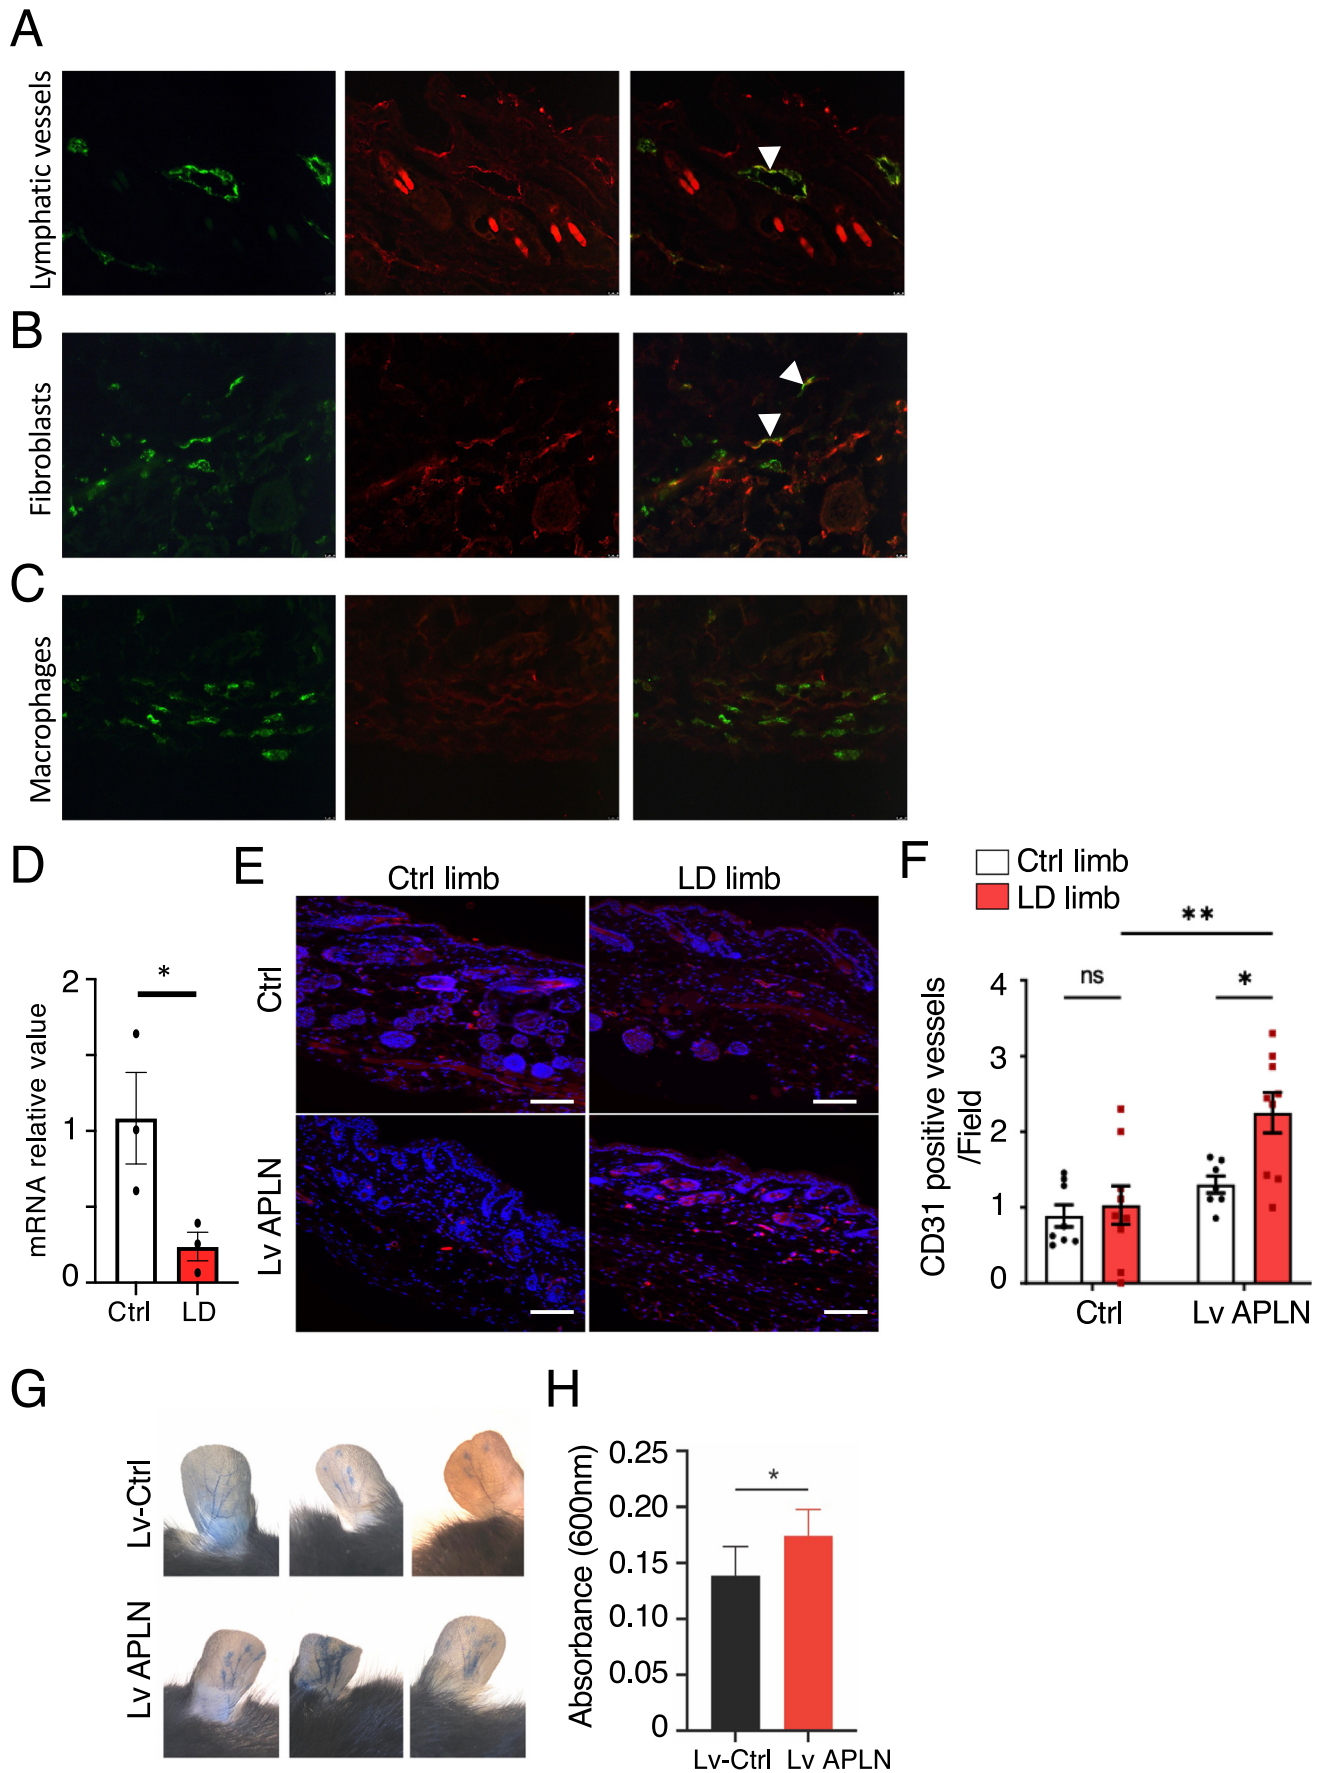 A
Lymphatic vessels
B
Fibroblasts
C
Macrophages
D
mRNA relative value
2
1
0
*
Ctrl
LD
E
Ctrl limb
LD limb
Ctrl
Lv APLN
F
Ctrl limb
LD limb
**
ns
*
CD31 positive vessels
/Field
4
3
2
1
0
Ctrl
Lv APLN
G
Lv-Ctrl
Lv APLN
H
Absorbance (600nm)
0.25
0.20
0.15
0.10
0.05
0
*
Lv-Ctrl
Lv APLN